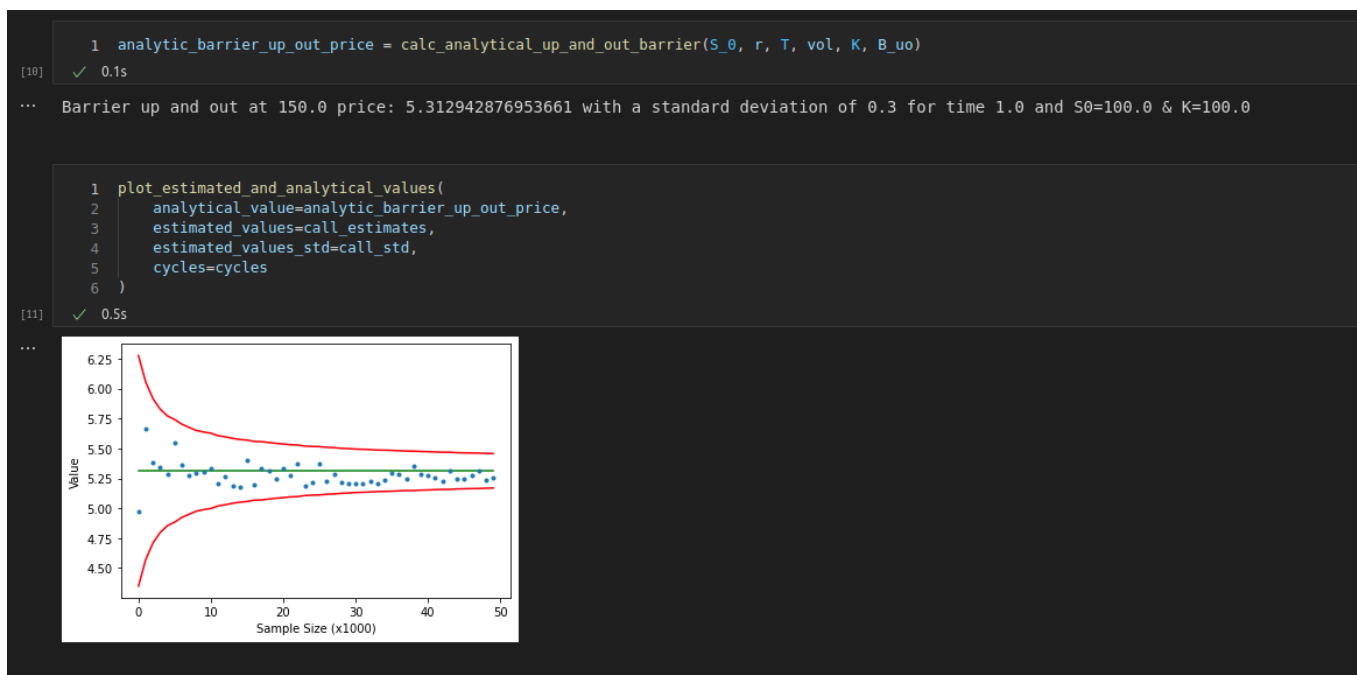 1 analytic_barrier_up_out_price = calc_analytical_up_and_out_barrier(S_0, r, T, vol, K, B_uo)
[10] ✓ 0.1s
... Barrier up and out at 150.0 price: 5.312942876953661 with a standard deviation of 0.3 for time 1.0 and S0=100.0 & K=100.0
1 plot_estimated_and_analytical_values(
2     analytical_value=analytic_barrier_up_out_price,
3     estimated_values=call_estimates,
4     estimated_values_std=call_std,
5     cycles=cycles
6 )
[11] ✓ 0.5s
...
6.25
6.00
5.75
5.50
5.25
5.00
4.75
4.50
Value
0 10 20 30 40 50
Sample Size (x1000)